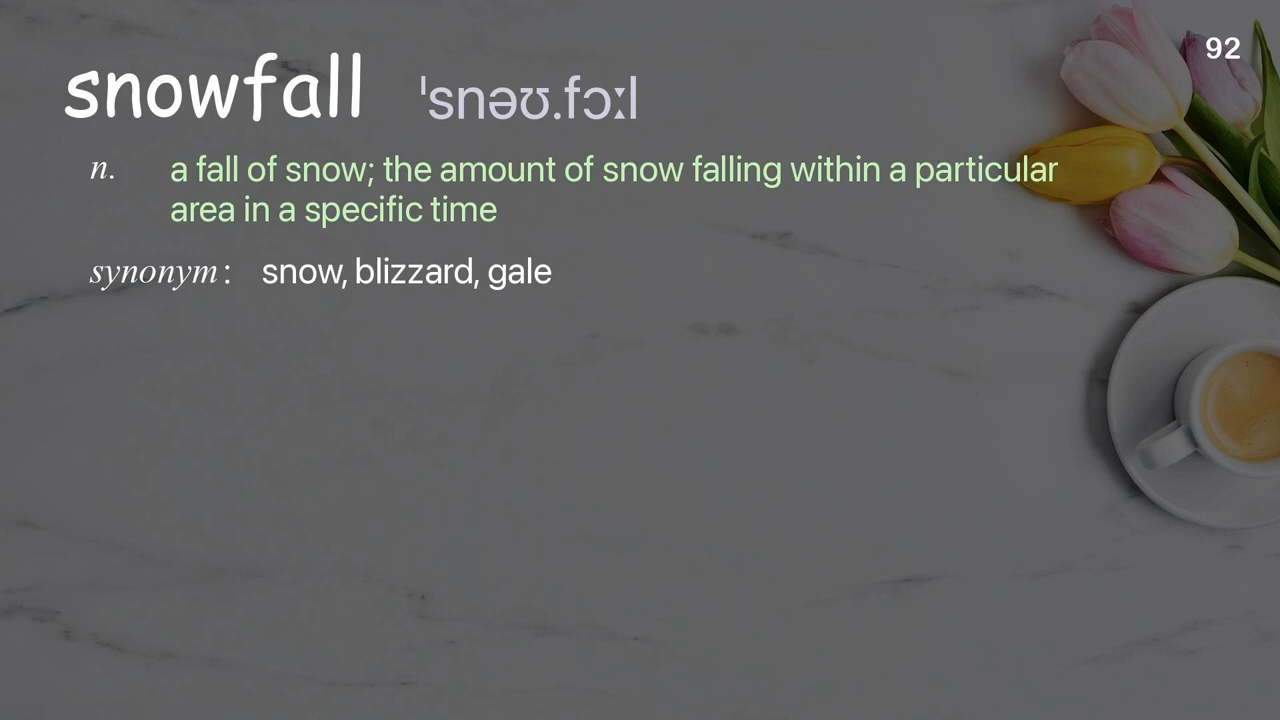 92
snowfall ˈsnəʊ.fɔːl
n. a fall of snow; the amount of snow falling within a particular
area in a specific time
synonym: snow, blizzard, gale